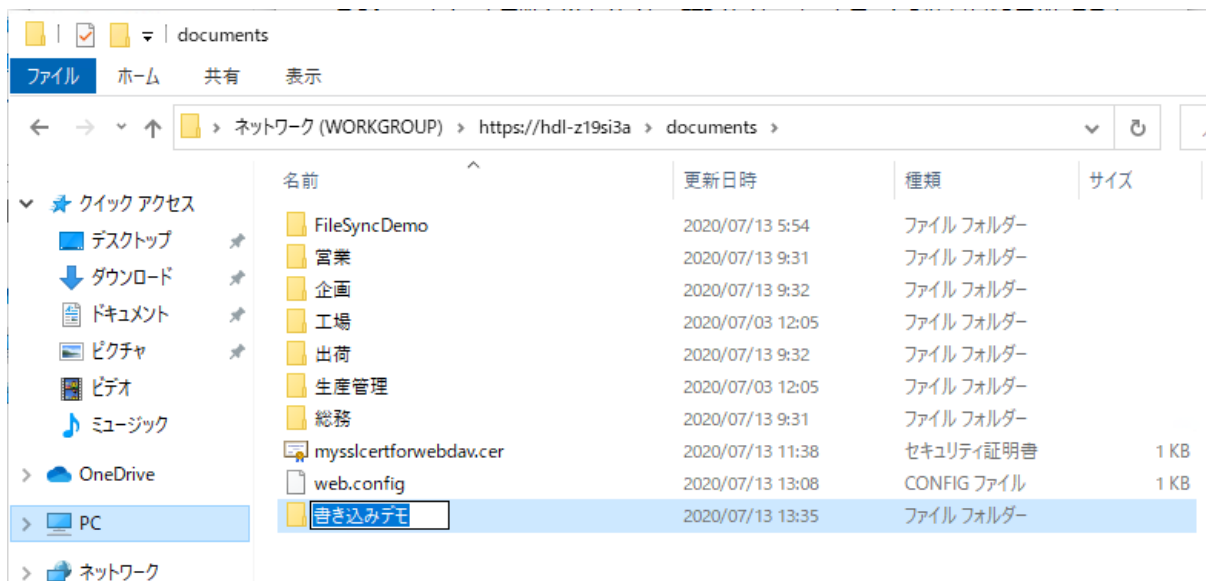 documents
ファイル ホーム 共有 表示
ネットワーク (WORKGROUP) › https://hdl-z19si3a › documents ›
名前 更新日時 種類 サイズ
クイック アクセス
デスクトップ
ダウンロード
ドキュメント
ピクチャ
ビデオ
ミュージック
OneDrive
PC
ネットワーク
FileSyncDemo 2020/07/13 5:54 ファイル フォルダー
営業 2020/07/13 9:31 ファイル フォルダー
企画 2020/07/13 9:32 ファイル フォルダー
工場 2020/07/03 12:05 ファイル フォルダー
出荷 2020/07/13 9:32 ファイル フォルダー
生産管理 2020/07/03 12:05 ファイル フォルダー
総務 2020/07/13 9:31 ファイル フォルダー
mysslcertforwebdav.cer 2020/07/13 11:38 セキュリティ証明書 1 KB
web.config 2020/07/13 13:08 CONFIG ファイル 1 KB
書き込みデモ 2020/07/13 13:35 ファイル フォルダー